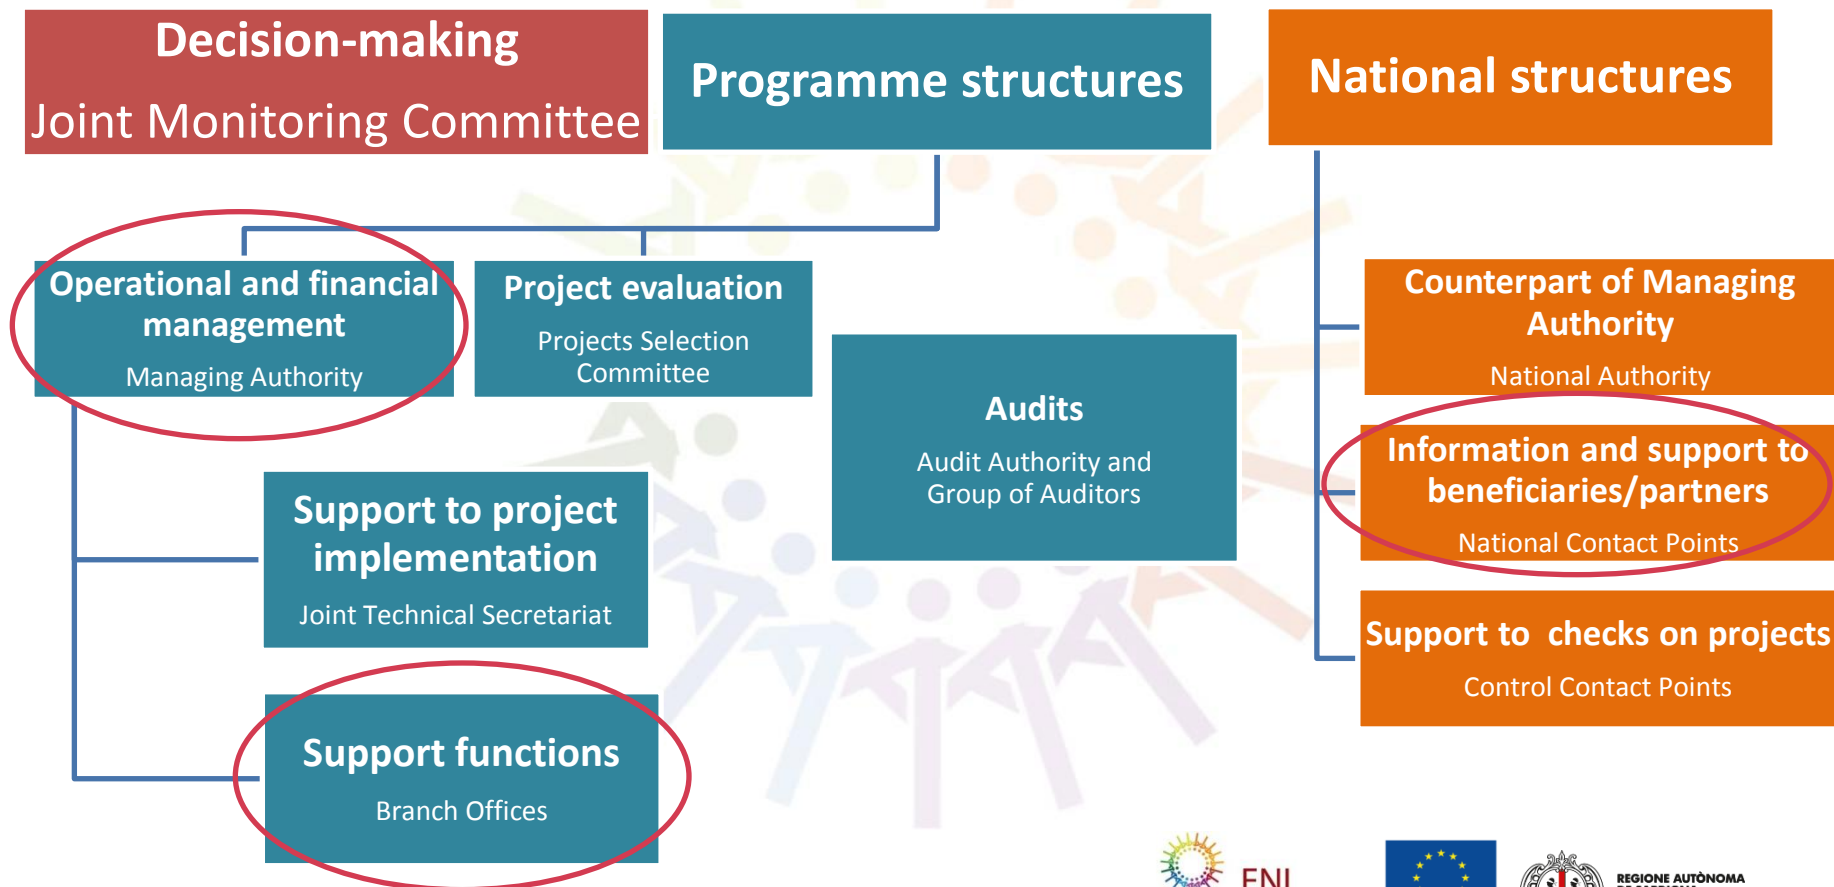 Decision-making
Joint Monitoring Committee
Programme structures
National structures
Operational and financial
management
Managing Authority
Project evaluation
Projects Selection
Committee
Audits
Audit Authority and
Group of Auditors
Support to project
implementation
Joint Technical Secretariat
Support functions
Branch Offices
Counterpart of Managing
Authority
National Authority
Information and support to
beneficiaries/partners
National Contact Points
Support to checks on projects
Control Contact Points
ENI
REGIONE AUTÒNOMA